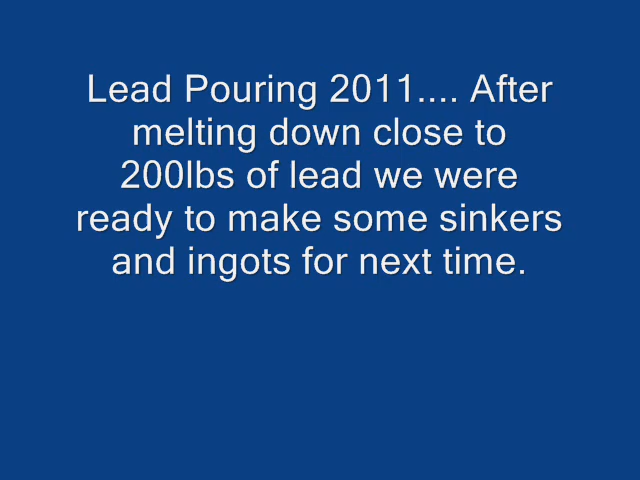 Lead Pouring 2011.... After
melting down close to
200lbs of lead we were
ready to make some sinkers
and ingots for next time.